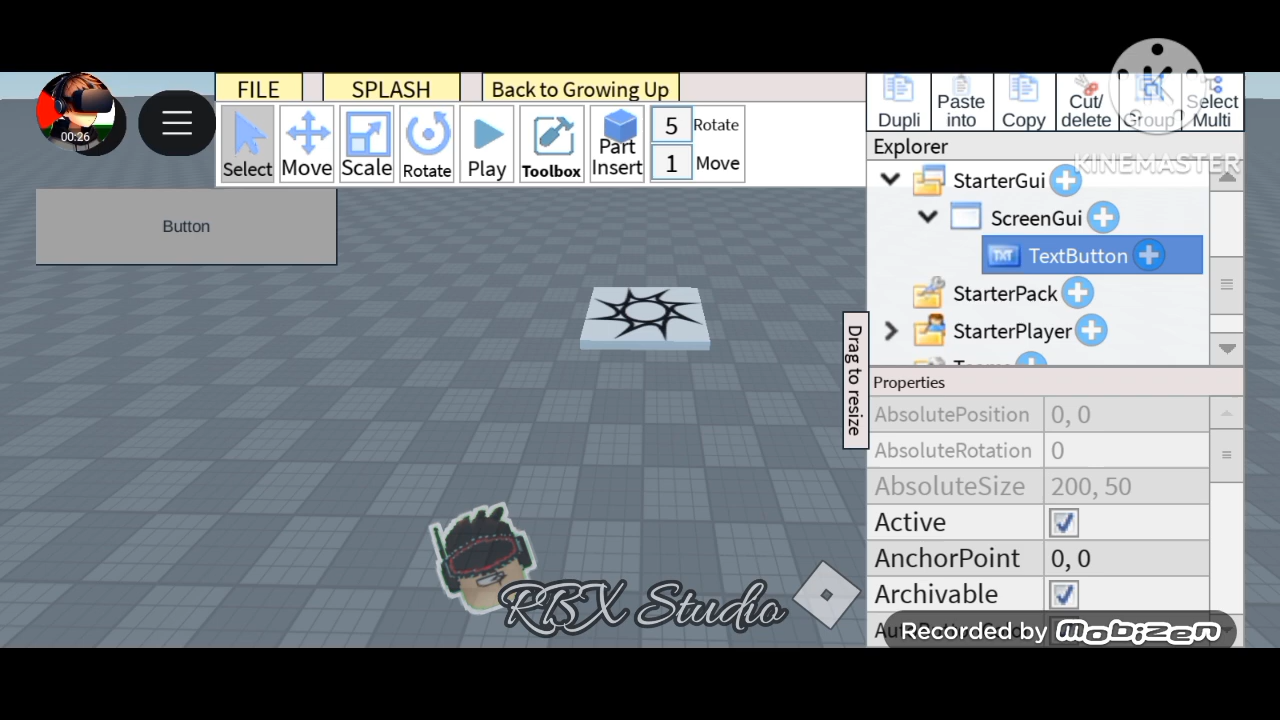 FILE
SPLASH
Back to Growing Up
00:26
Select
Move
Scale
Rotate
Play
Toolbox
Part
Insert
5 Rotate
1 Move
Dupli
Paste
into
Copy
Cut/
delete
Group
Select
Multi
KINEMASTER
Explorer
StarterGui
ScreenGui
TXT TextButton
StarterPack
StarterPlayer
Button
Drag to resize
Properties
AbsolutePosition 0, 0
AbsoluteRotation 0
AbsoluteSize 200, 50
Active
AnchorPoint 0, 0
Archivable
RBX Studio
Recorded by Mobizen